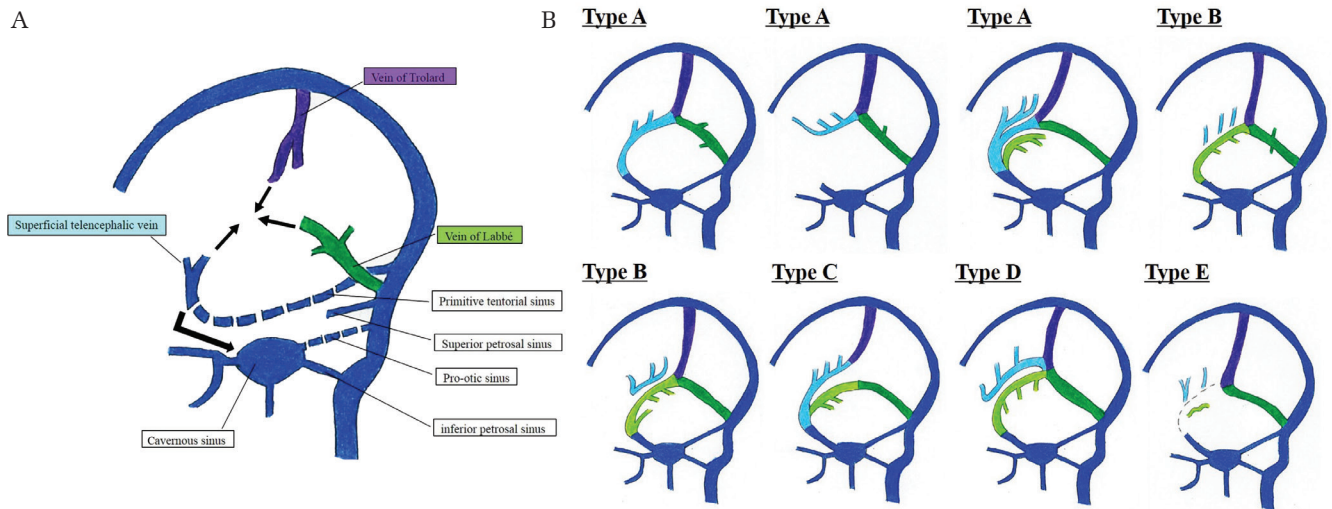 A
Vein of Trolard
Superficial telencephalic vein
Vein of Labbé
Primitive tentorial sinus
Superior petrosal sinus
Pro-otic sinus
inferior petrosal sinus
Cavernous sinus
B
Type A
Type A
Type A
Type B
Type B
Type C
Type D
Type E